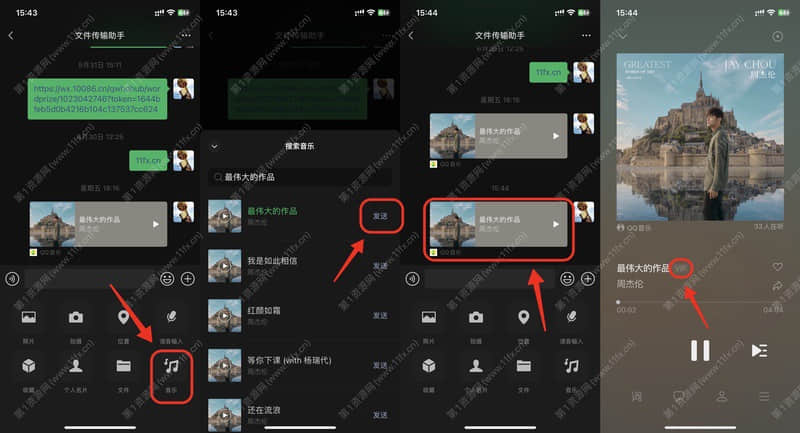 15:43
文件传输助手
8月31日 15:11
https://wx.10086.cn/qwhdhub/wo
rdprize/1023042746?token=1644b
feb5d0b4216b104c137537cc624
8月30日 12:25
11fx.cn
星期五 16:16
最伟大的作品
周杰伦
QQ音乐
照片
拍摄
位置
语音输入
收藏
个人名片
文件
音乐
15:43
文件传输助手
搜索音乐
最伟大的作品
最伟大的作品
周杰伦
发送
我是如此相信
周杰伦
发送
红颜如霜
周杰伦
发送
等你下课 (with 杨瑞代)
周杰伦
发送
还在流浪
周杰伦
发送
15:44
文件传输助手
11fx.cn
星期五 16:16
最伟大的作品
周杰伦
QQ音乐
15:44
最伟大的作品
周杰伦
QQ音乐
照片
拍摄
位置
语音输入
收藏
个人名片
文件
音乐
15:44
GREATEST
WORKS OF ART
JAY CHOU
周杰伦
QQ音乐
33人在听
最伟大的作品 VIP
周杰伦
00:02
04:04
词
第1资源网 (www.11fx.cn)